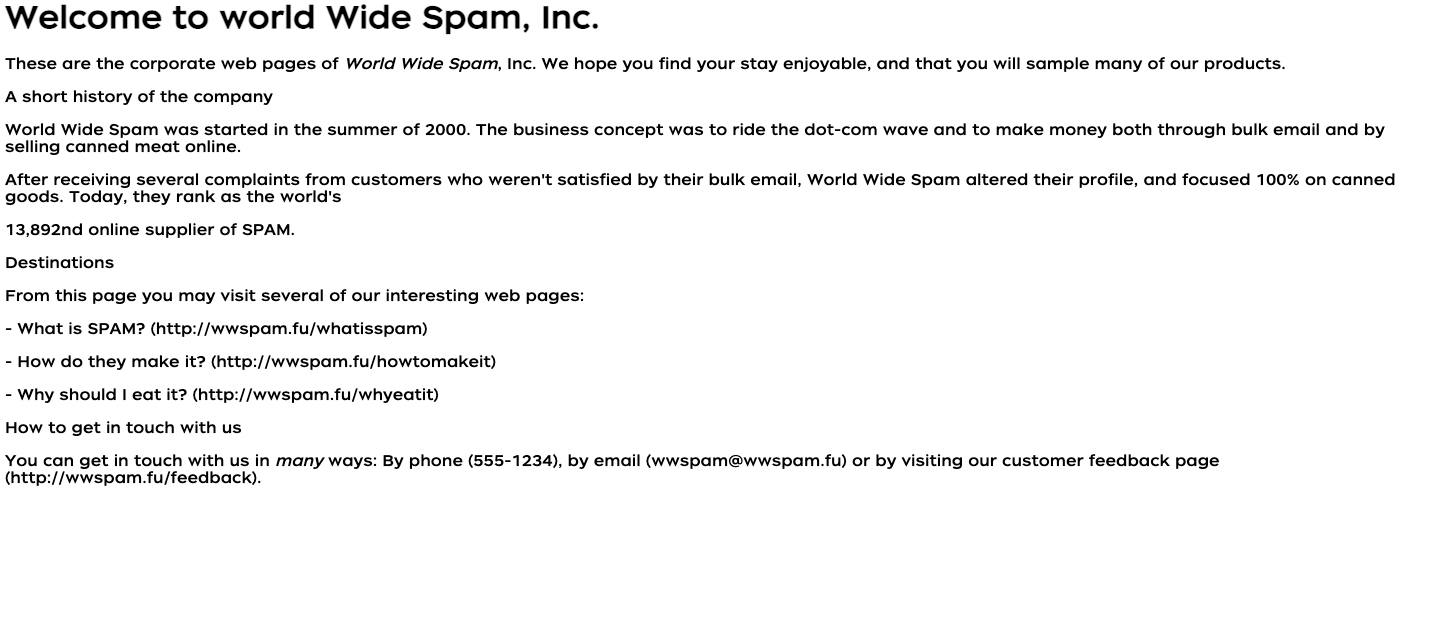 Welcome to world Wide Spam, Inc.
These are the corporate web pages of World Wide Spam, Inc. We hope you find your stay enjoyable, and that you will sample many of our products.
A short history of the company
World Wide Spam was started in the summer of 2000. The business concept was to ride the dot-com wave and to make money both through bulk email and by
selling canned meat online.
After receiving several complaints from customers who weren't satisfied by their bulk email, World Wide Spam altered their profile, and focused 100% on canned
goods. Today, they rank as the world's
13,892nd online supplier of SPAM.
Destinations
From this page you may visit several of our interesting web pages:
- What is SPAM? (http://wwspam.fu/whatisspam)
- How do they make it? (http://wwspam.fu/howtomakeit)
- Why should I eat it? (http://wwspam.fu/whyeatit)
How to get in touch with us
You can get in touch with us in many ways: By phone (555-1234), by email (wwspam@wwspam.fu) or by visiting our customer feedback page
(http://wwspam.fu/feedback).